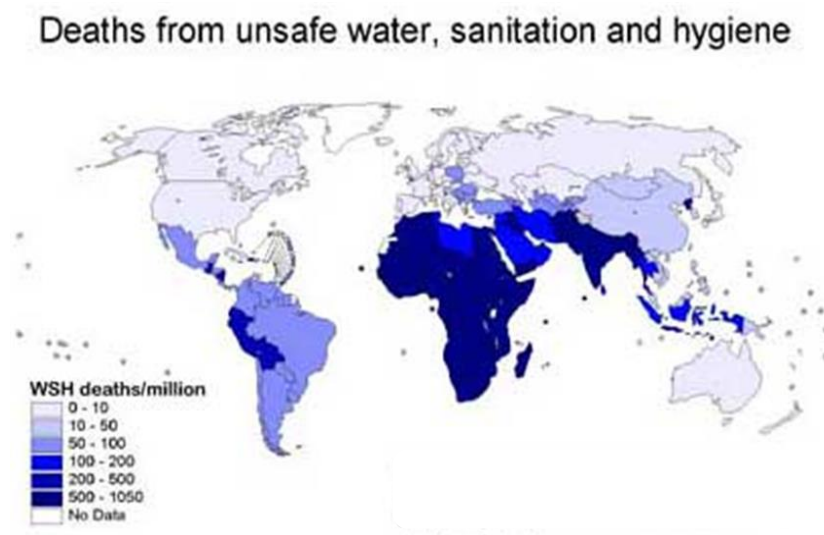 Deaths from unsafe water, sanitation and hygiene
WSH deaths/million
0 - 10
10 - 50
50 - 100
100 - 200
200 - 500
500 - 1050
No Data